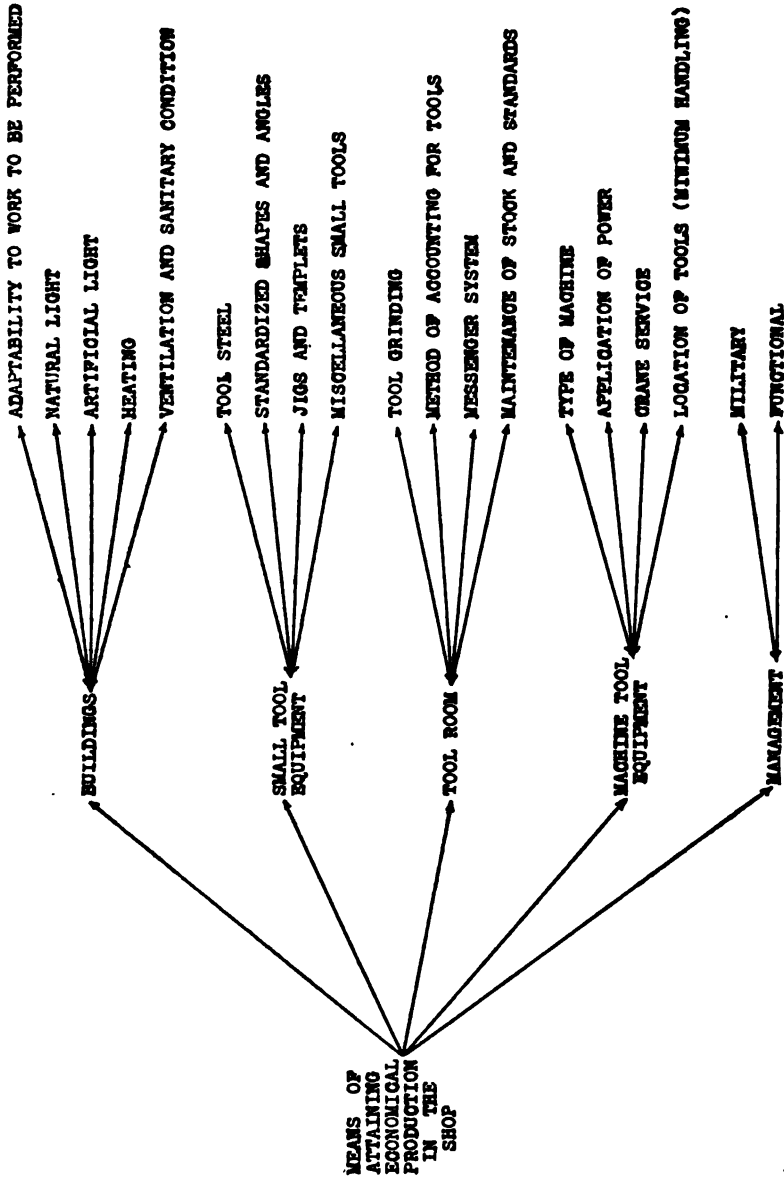 MEANS OF
ATTAINING
ECONOMICAL
PRODUCTION
IN THE
SHOP
BUILDINGS
ADAPTABILITY TO WORK TO BE PERFORMED
NATURAL LIGHT
ARTIFICIAL LIGHT
HEATING
VENTILATION AND SANITARY CONDITION
SMALL TOOL
EQUIPMENT
TOOL STEEL
STANDARDIZED SHAPES AND ANGLES
JIGS AND TEMPLETS
MISCELLANEOUS SMALL TOOLS
TOOL ROOM
TOOL GRINDING
METHOD OF ACCOUNTING FOR TOOLS
MESSENGER SYSTEM
MAINTENANCE OF STOCK AND STANDARDS
MACHINE TOOL
EQUIPMENT
TYPE OF MACHINE
APPLICATION OF POWER
CRANE SERVICE
LOCATION OF TOOLS (MINIMUM HANDLING)
MANAGEMENT
MILITARY
FUNCTIONAL